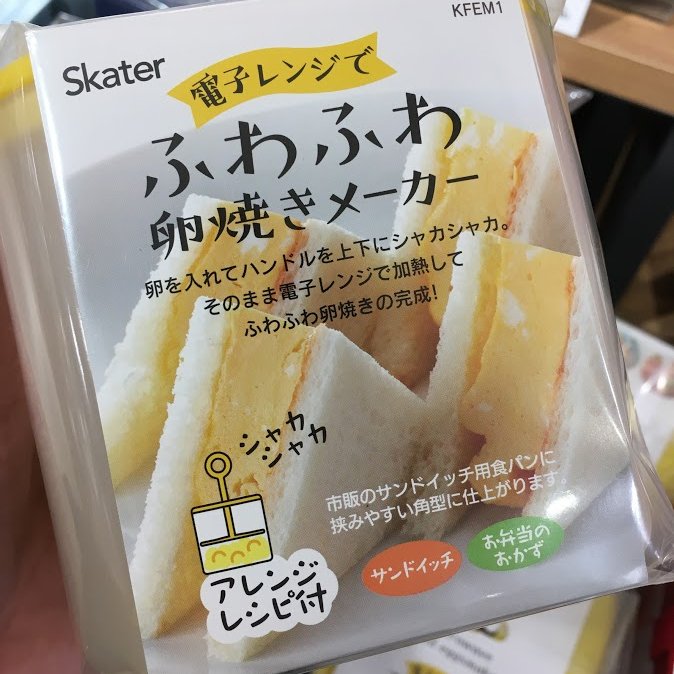 KFEM1
Skater
電子レンジで
ふわふわ
卵焼きメーカー
卵を入れてハンドルを上下にシャカシャカ。
そのまま電子レンジで加熱して
ふわふわ卵焼きの完成!
シャカ
シャカ
市販のサンドイッチ用食パンに
挟みやすい角型に仕上がります。
サンドイッチ
お弁当の
おかず
アレンジ
レシピ付